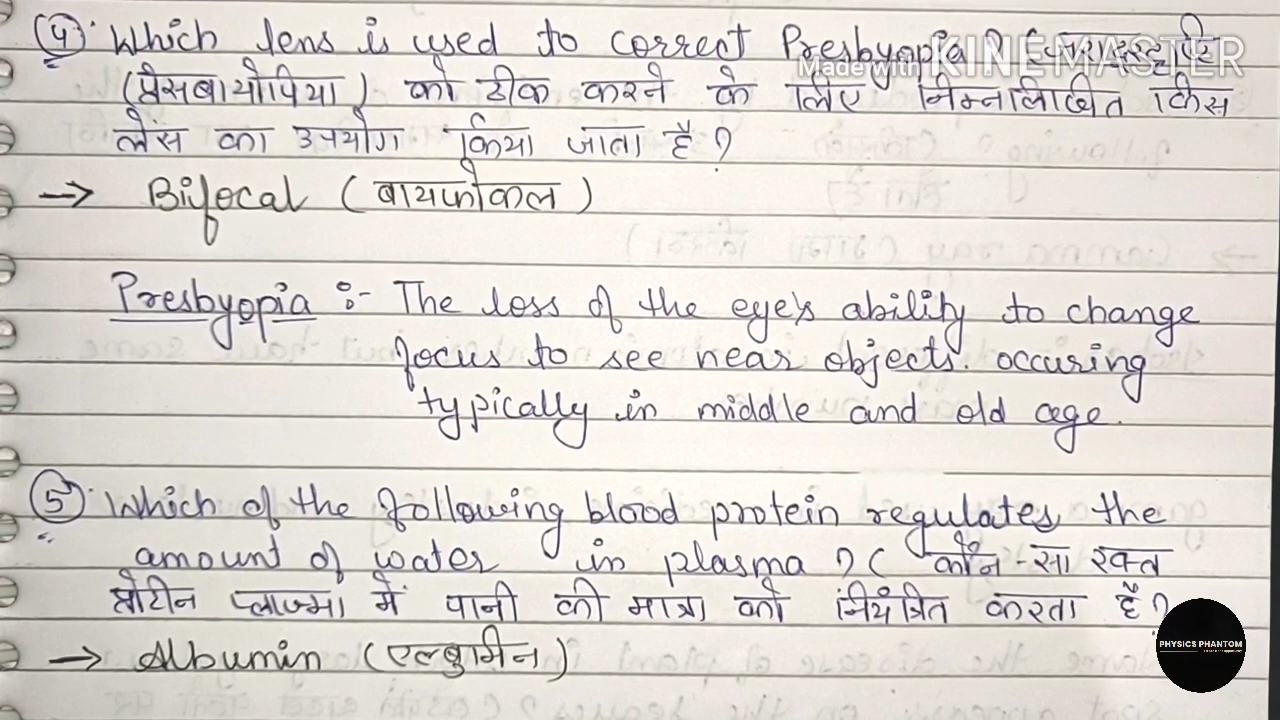 (4) Which lens is used to correct Presbyopia ?
Made with KINEMASTER
(प्रेसबायोपिया) को ठीक करने के लिए निम्नलिखित किस
लेंस का उपयोग किया जाता है ?
→ Bifocal (बायफोकल)
Presbyopia :- The loss of the eye's ability to change
focus to see near objects. occuring
typically in middle and old age.
(5) Which of the following blood protein regulates the
amount of water in plasma ? ( कौन-सा रक्त
प्रोटीन प्लाज्मा में पानी की मात्रा को नियंत्रित करता है ?
→ Albumin (एल्बुमिन)
PHYSICS PHANTOM